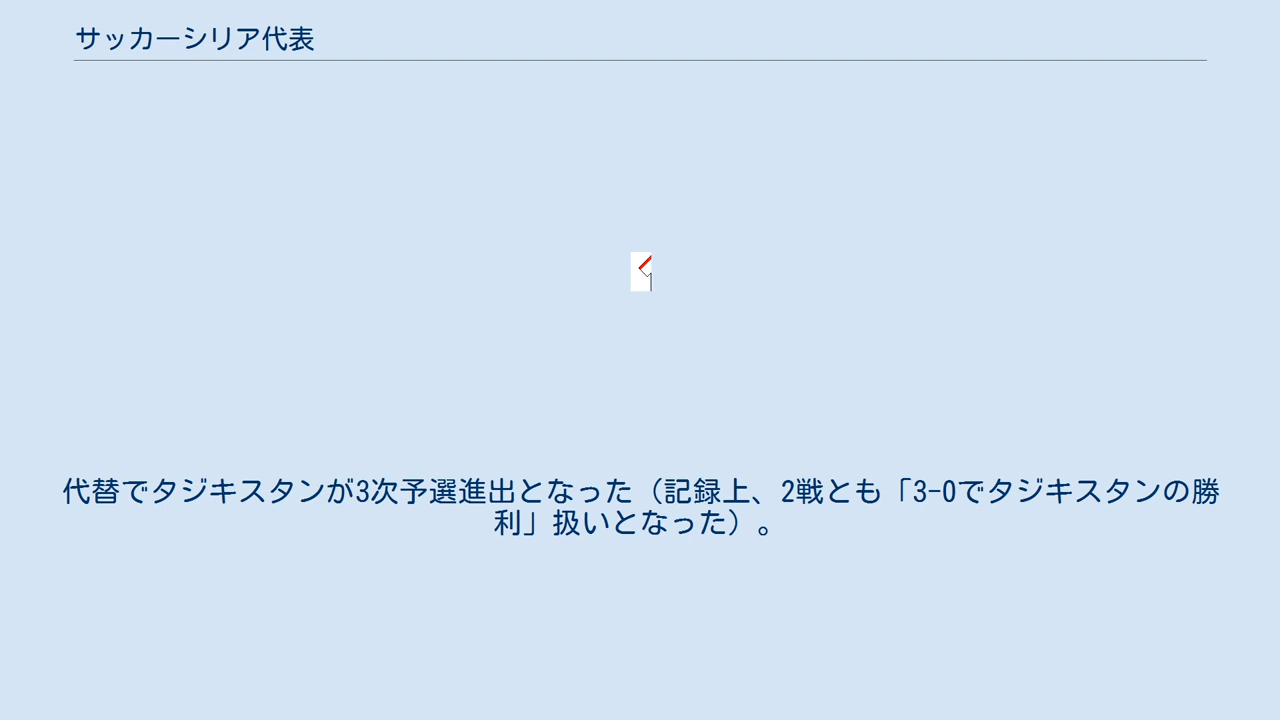 サッカーシリア代表
代替でタジキスタンが3次予選進出となった（記録上、2戦とも「3-0でタジキスタンの勝
利」扱いとなった）。